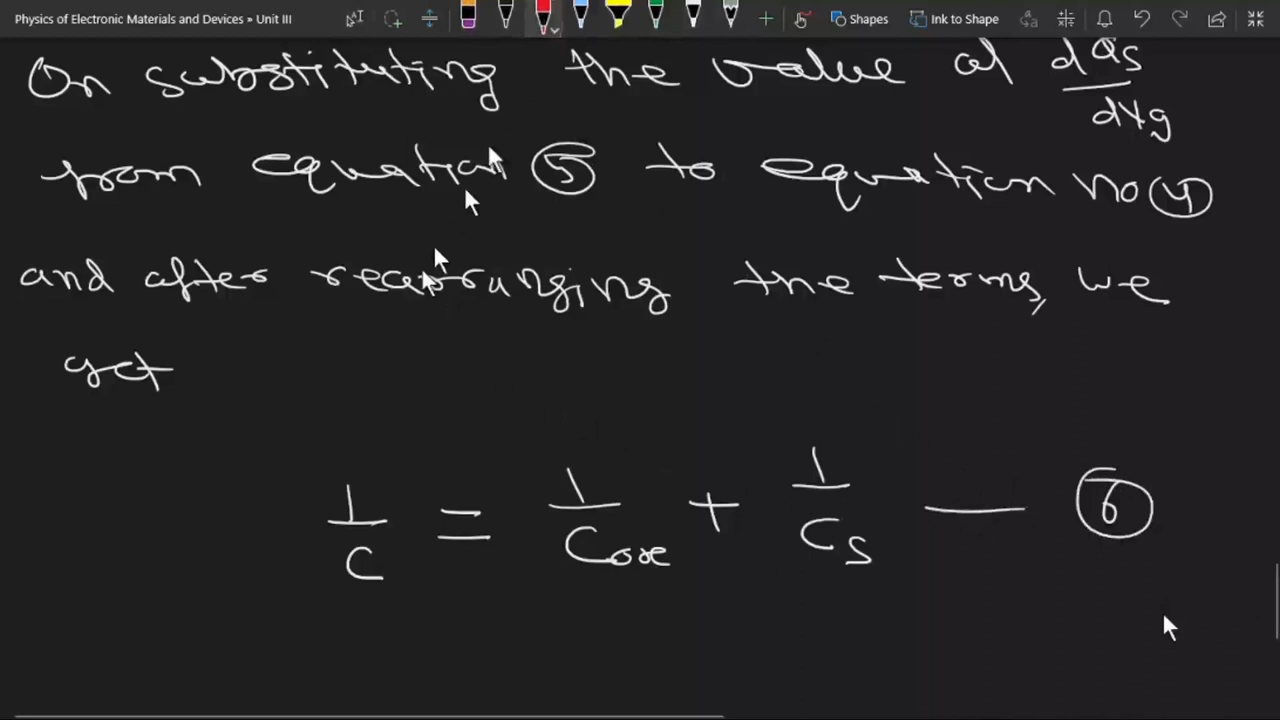 Physics of Electronic Materials and Devices » Unit III
Shapes
Ink to Shape
On substituting the value of dQs/dVg
from equation ⑤ to equation no ④
and after rearranging the terms, we
get
1/C = 1/Cox + 1/Cs — ⑥